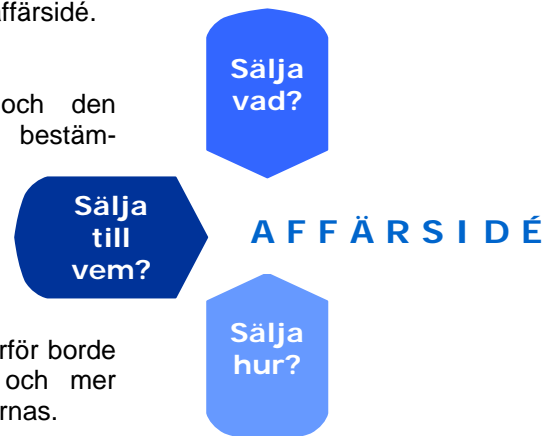 affärsidé.
och den
bestäm-
rför borde
och mer
rnas.
Sälja
vad?
Sälja
till
vem?
AFFÄRSIDÉ
Sälja
hur?